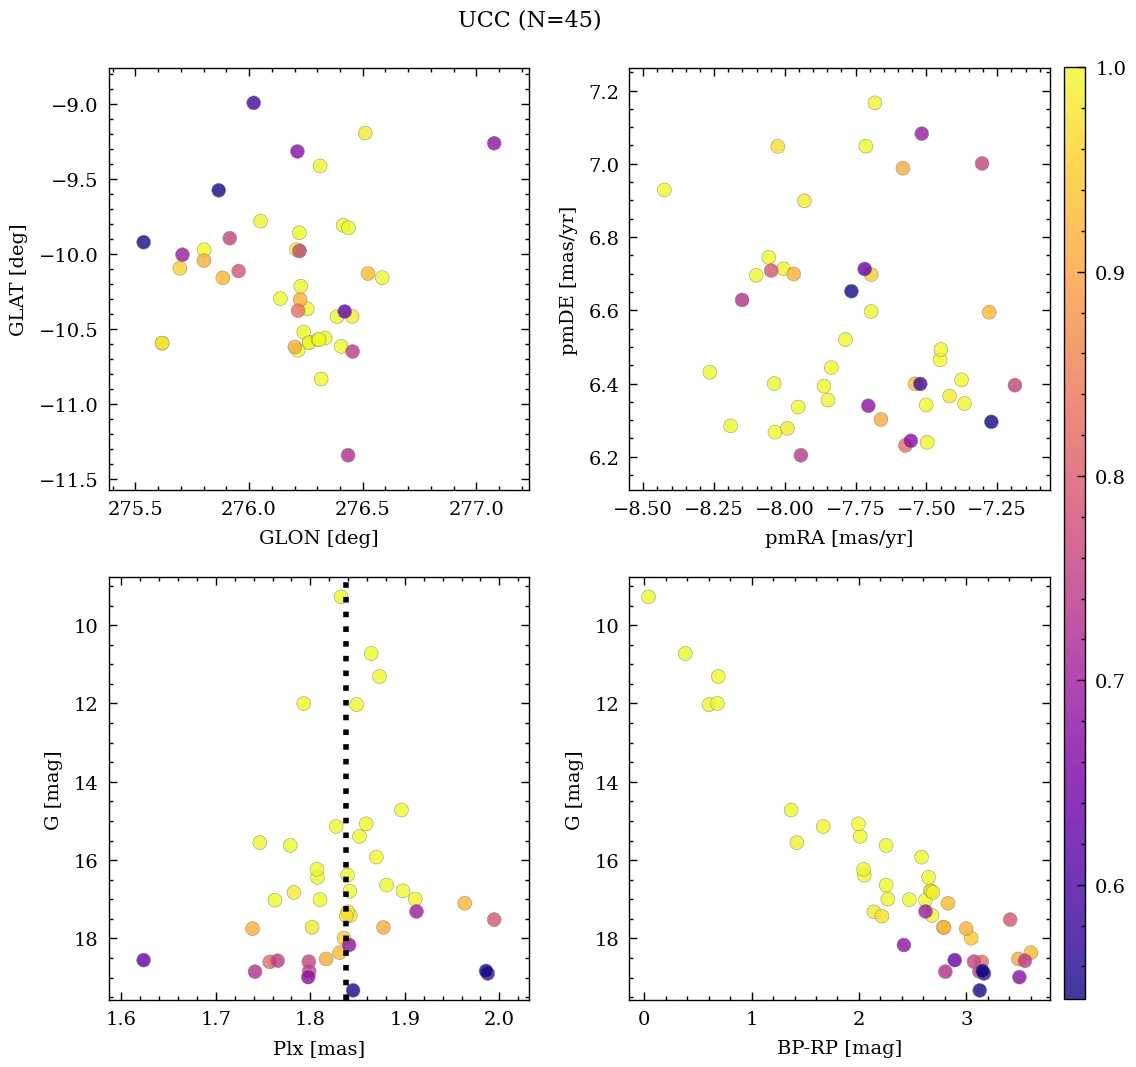 UCC (N=45)
−9.0
−9.5
−10.0
−10.5
−11.0
−11.5
GLAT [deg]
275.5 276.0 276.5 277.0
GLON [deg]
7.2
7.0
6.8
6.6
6.4
6.2
pmDE [mas/yr]
−8.50 −8.25 −8.00 −7.75 −7.50 −7.25
pmRA [mas/yr]
10
12
14
16
18
G [mag]
1.6 1.7 1.8 1.9 2.0
Plx [mas]
10
12
14
16
18
G [mag]
0 1 2 3
BP-RP [mag]
1.0
0.9
0.8
0.7
0.6